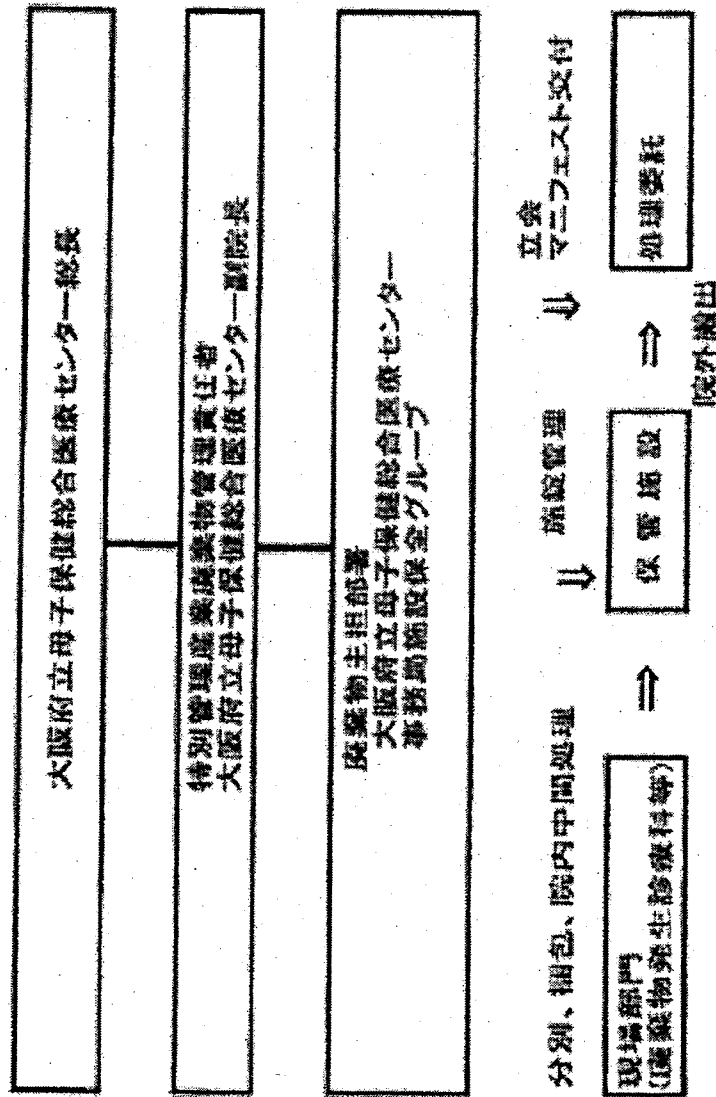 大阪府立母子保健総合医療センター総長
特別管理産業廃棄物管理責任者
大阪府立母子保健総合医療センター副院長
廃棄物主担部署
大阪府立母子保健総合医療センター
事務局施設保全グループ
分別、梱包、院内中間処理
⇓
施錠管理
⇓
立会
マニフェスト交付
現場部門
(廃棄物発生診療科等)
⇒
保管施設
⇒
院外搬出
処理委託